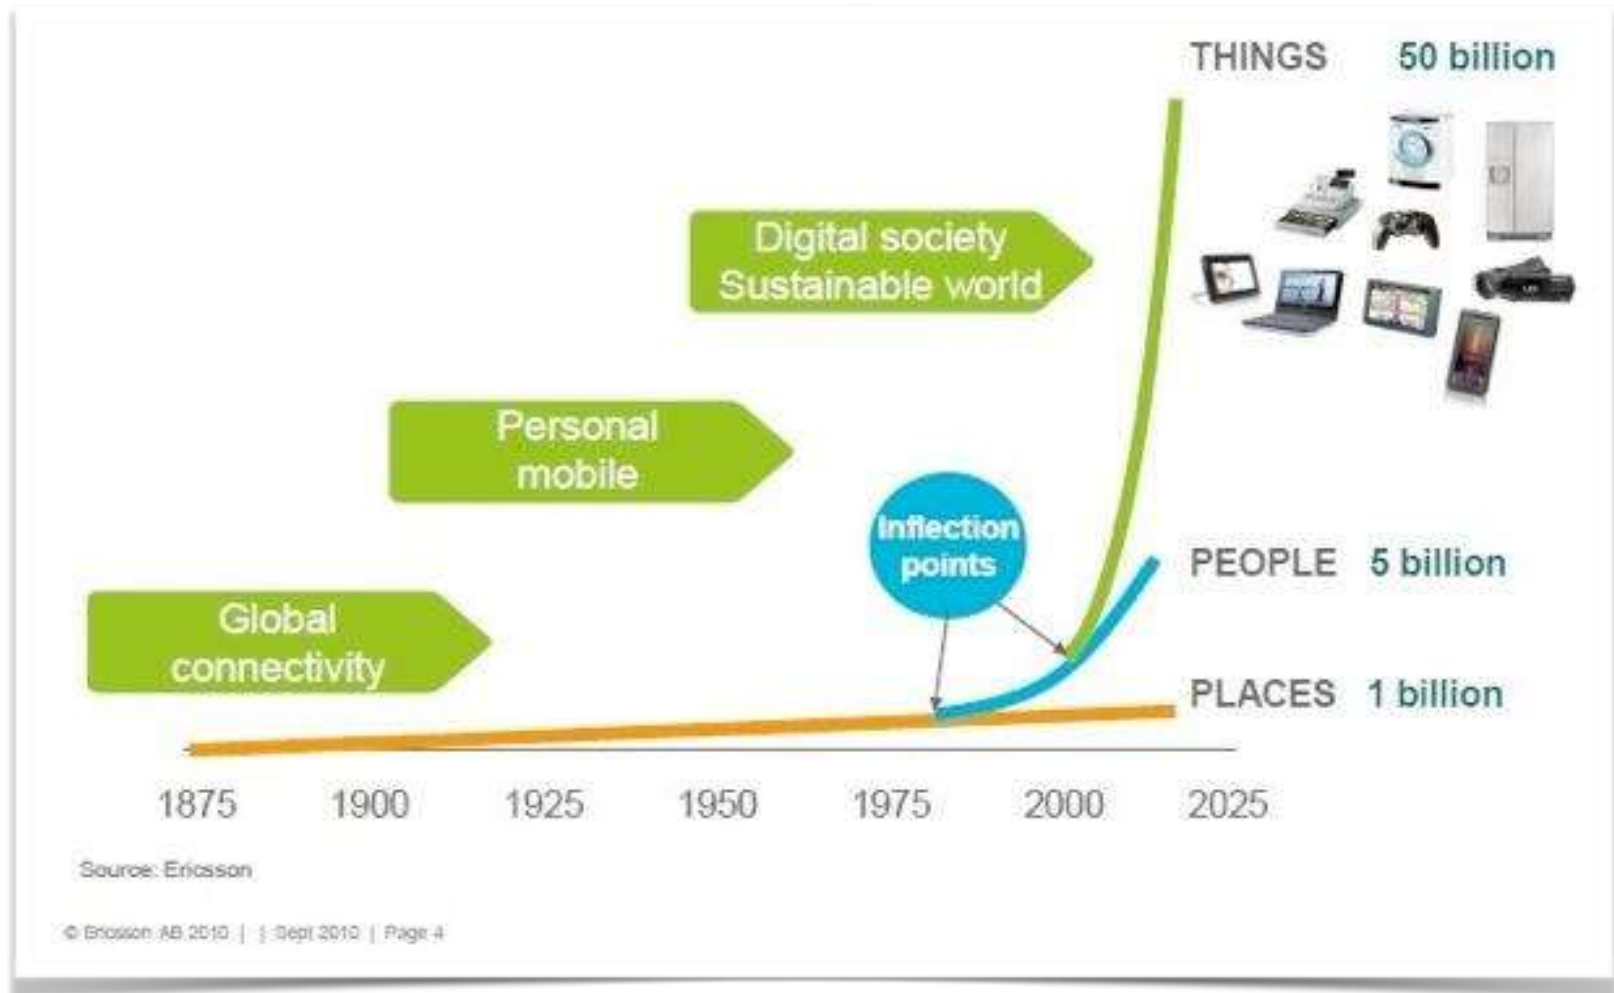 THINGS 50 billion
Digital society
Sustainable world
Personal
mobile
Inflection
points
PEOPLE 5 billion
Global
connectivity
PLACES 1 billion
1875 1900 1925 1950 1975 2000 2025
Source: Ericsson
© Ericsson AB 2010 | | Sept 2010 | Page 4